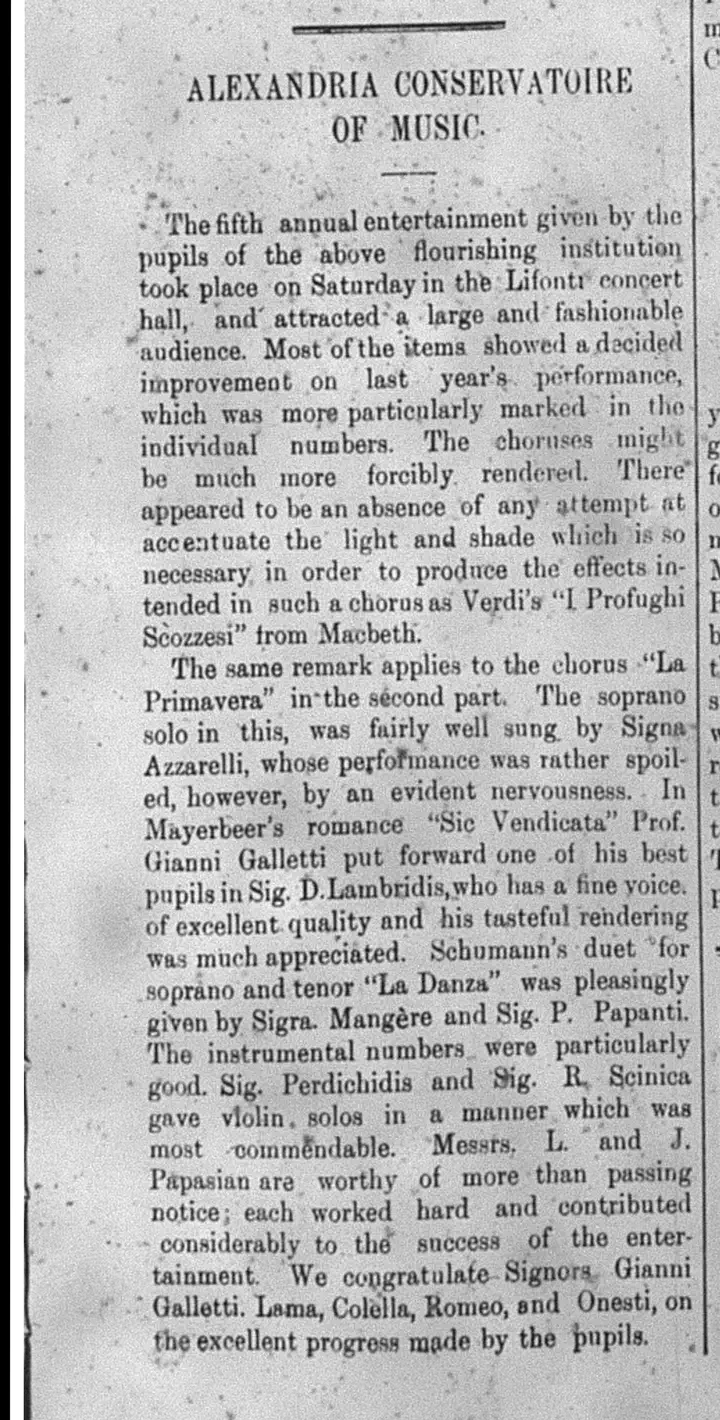 ALEXANDRIA CONSERVATOIRE
OF MUSIC.
The fifth annual entertainment given by the
pupils of the above flourishing institution
took place on Saturday in the Lifonti concert
hall, and attracted a large and fashionable
audience. Most of the items showed a decided
improvement on last year's performance,
which was more particularly marked in the
individual numbers. The choruses might
be much more forcibly rendered. There
appeared to be an absence of any attempt at
accentuate the light and shade which is so
necessary in order to produce the effects in-
tended in such a chorus as Verdi's "I Profughi
Scòzzesi" from Macbeth.
The same remark applies to the chorus "La
Primavera" in the second part. The soprano
solo in this, was fairly well sung by Signa
Azzarelli, whose performance was rather spoil-
ed, however, by an evident nervousness. In
Mayerbeer's romance "Sic Vendicata" Prof.
Gianni Galletti put forward one of his best
pupils in Sig. D. Lambridis, who has a fine voice.
of excellent quality and his tasteful rendering
was much appreciated. Schumann's duet for
soprano and tenor "La Danza" was pleasingly
given by Sigra. Mangère and Sig. P. Papanti.
The instrumental numbers were particularly
good. Sig. Perdichidis and Sig. R. Scinica
gave violin solos in a manner which was
most commendable. Messrs. L. and J.
Papasian are worthy of more than passing
notice; each worked hard and contributed
considerably to the success of the enter-
tainment. We congratulate Signors Gianni
Galletti. Lama, Colella, Romeo, and Onesti, on
the excellent progress made by the pupils.